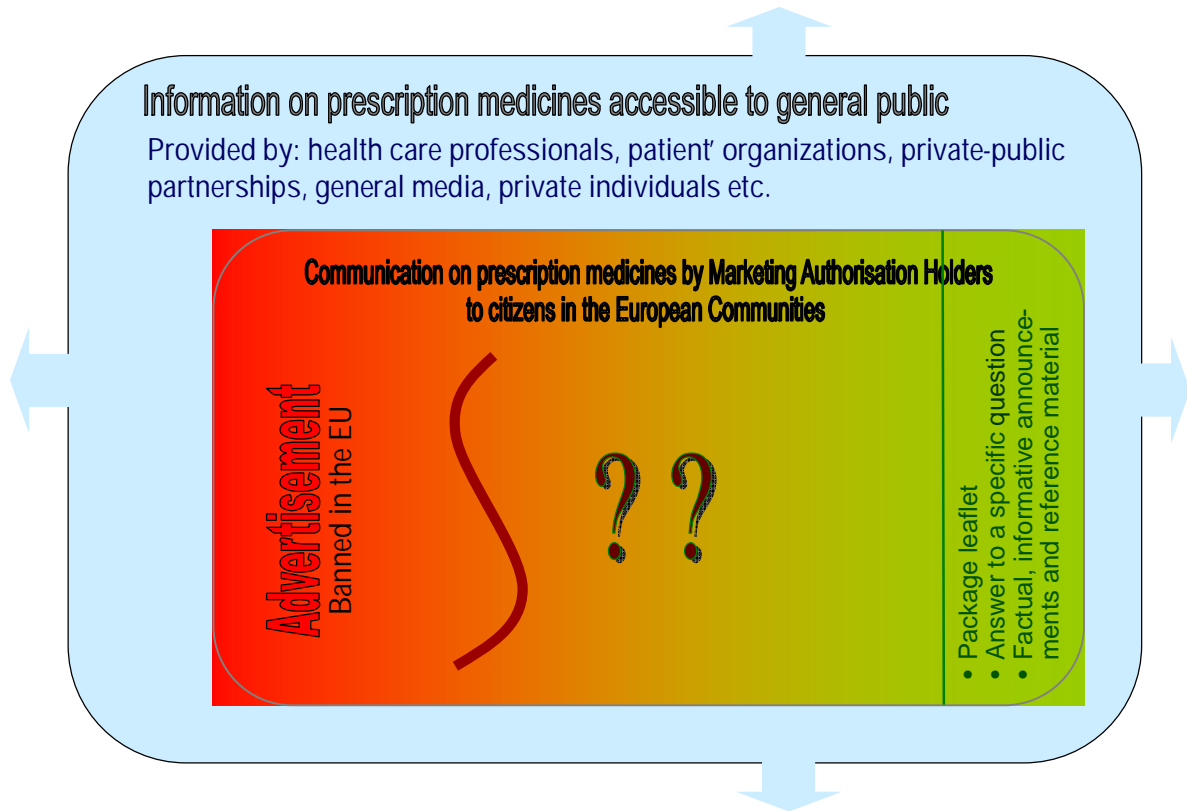 Information on prescription medicines accessible to general public
Provided by: health care professionals, patient' organizations, private-public
partnerships, general media, private individuals etc.
Communication on prescription medicines by Marketing Authorisation Holders
to citizens in the European Communities
Advertisement
Banned in the EU
? ?
• Package leaflet
• Answer to a specific question
• Factual, informative announce-
ments and reference material